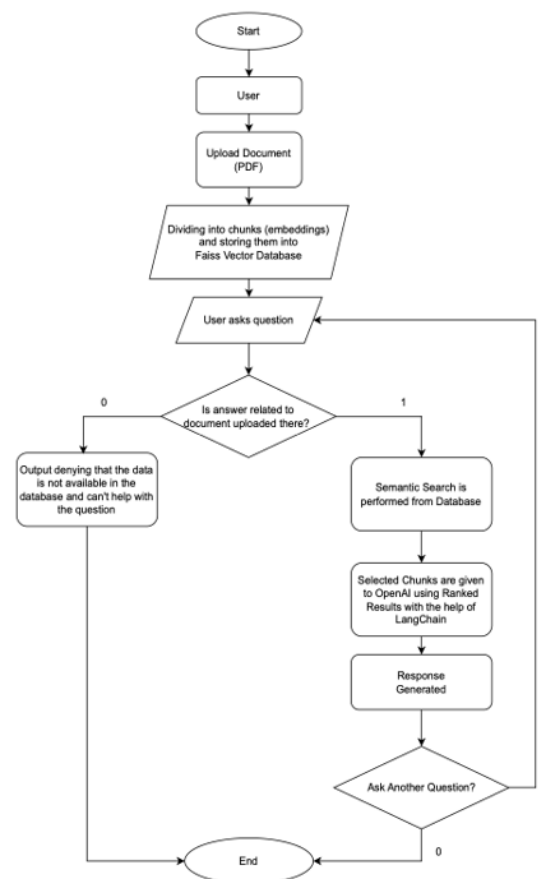 Start
User
Upload Document
(PDF)
Dividing into chunks (embeddings)
and storing them into
Faiss Vector Database
User asks question
Is answer related to
document uploaded there?
0
1
Output denying that the data
is not available in the
database and can't help with
the question
Semantic Search is
performed from Database
Selected Chunks are given
to OpenAI using Ranked
Results with the help of
LangChain
Response
Generated
Ask Another Question?
0
End